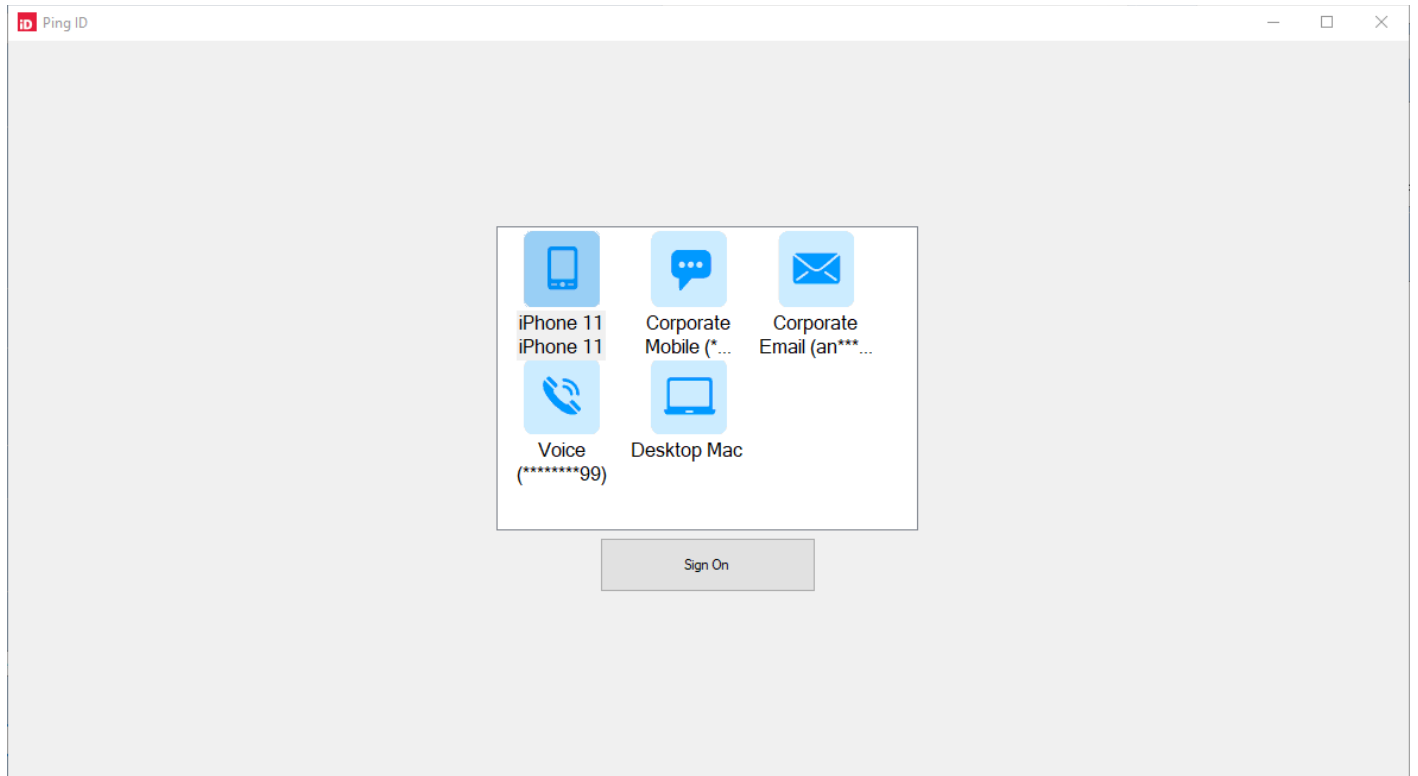 iD Ping ID
iPhone 11
iPhone 11
Corporate
Mobile (*...
Corporate
Email (an***...
Voice
(********99)
Desktop Mac
Sign On